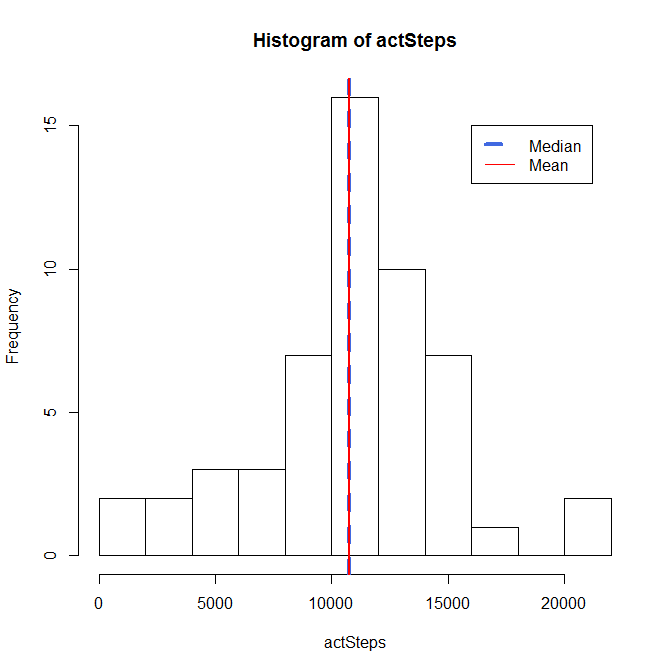 Histogram of actSteps
Median
Mean
Frequency
15
10
5
0
0 5000 10000 15000 20000
actSteps